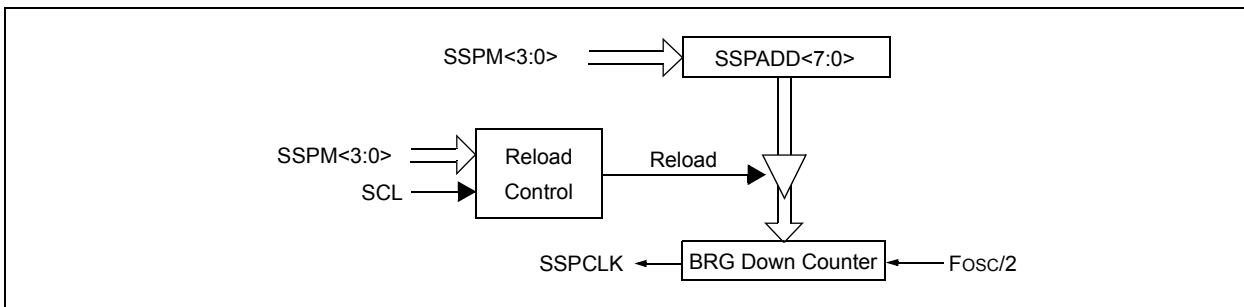 SSPM<3:0>
SSPADD<7:0>
SSPM<3:0>
SCL
Reload
Control
Reload
SSPCLK
BRG Down Counter
FOSC/2